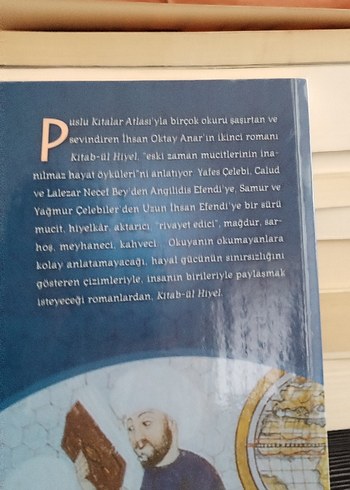 Puslu Kıtalar Atlası'yla birçok okuru şaşırtan ve
sevindiren İhsan Oktay Anar'ın ikinci romanı
Kitab-ül Hiyel, "eski zaman mucitlerinin ina-
nılmaz hayat öyküleri"ni anlatıyor. Yafes Çelebi, Calud
ve Lalezar Necef Bey'den Angilidis Efendi'ye, Samur ve
Yağmur Çelebiler'den Uzun İhsan Efendi'ye bir sürü
mucit, hiyelkâr, aktarıcı, "rivayet edici", mağdur, sar-
hoş, meyhaneci, kahveci... Okuyanın okumayanlara
kolay anlatamayacağı, hayal gücünün sınırsızlığını
gösteren çizimleriyle, insanın birileriyle paylaşmak
isteyeceği romanlardan, Kitab-ül Hiyel.